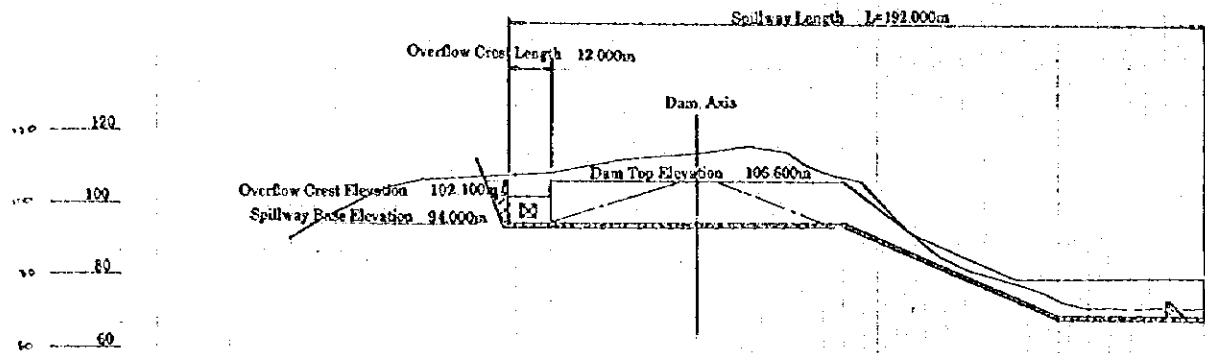 Spillway Length L=192.000m
Overflow Crest Length 12.000m
Dam Axis
120
Dam Top Elevation 106.600m
Overflow Crest Elevation 102.100m
100
Spillway Base Elevation 94.000m
80
60